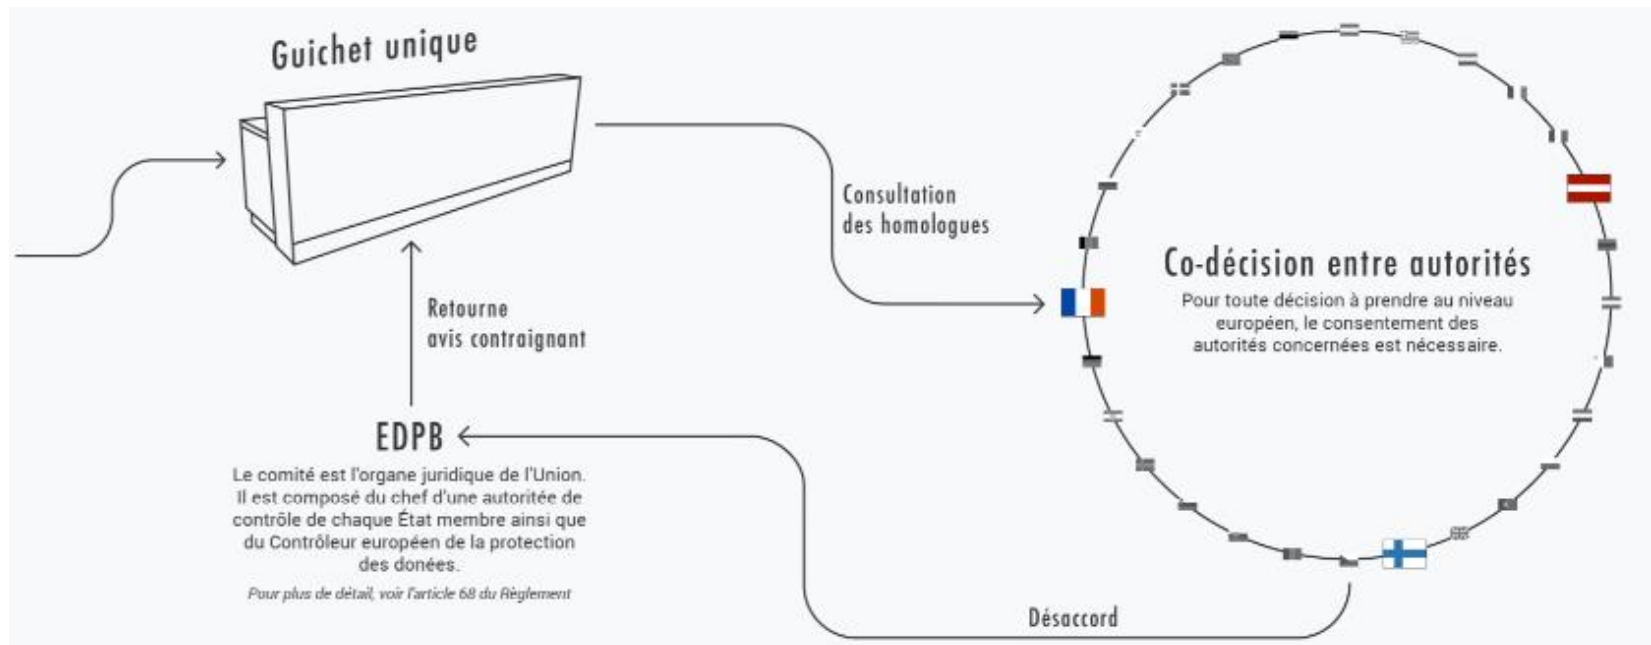 Guichet unique
Consultation
des homologues
Co-décision entre autorités
Pour toute décision à prendre au niveau
européen, le consentement des
autorités concernées est nécessaire.
Retourne
avis contraignant
EDPB
Le comité est l'organe juridique de l'Union.
Il est composé du chef d'une autoritée de
contrôle de chaque État membre ainsi que
du Contrôleur européen de la protection
des donées.
Pour plus de détail, voir l'article 68 du Règlement
Désaccord